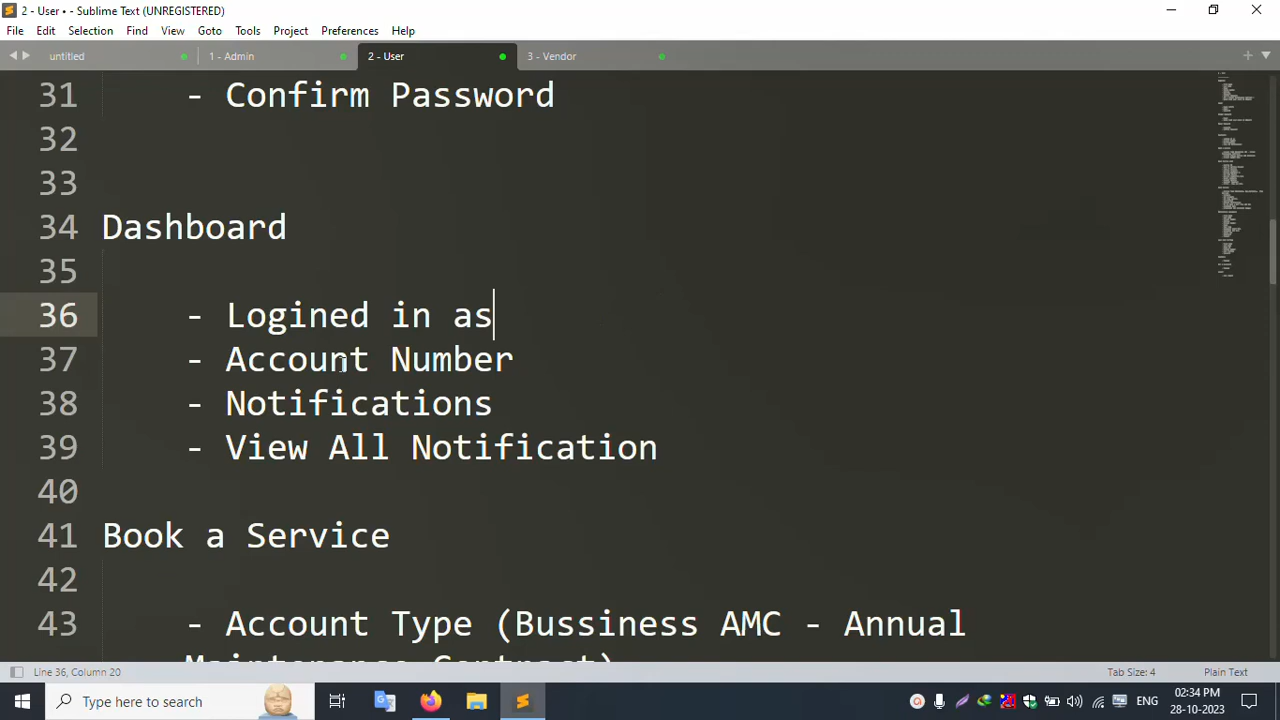 2 - User • - Sublime Text (UNREGISTERED)
File Edit Selection Find View Goto Tools Project Preferences Help
untitled 1 - Admin 2 - User 3 - Vendor
31 - Confirm Password
32
33
34 Dashboard
35
36 - Logined in as
37 - Account Number
38 - Notifications
39 - View All Notification
40
41 Book a Service
42
43 - Account Type (Bussiness AMC - Annual
Maintenance Contract)
Line 36, Column 20 Tab Size: 4 Plain Text
Type here to search ENG 02:34 PM
28-10-2023